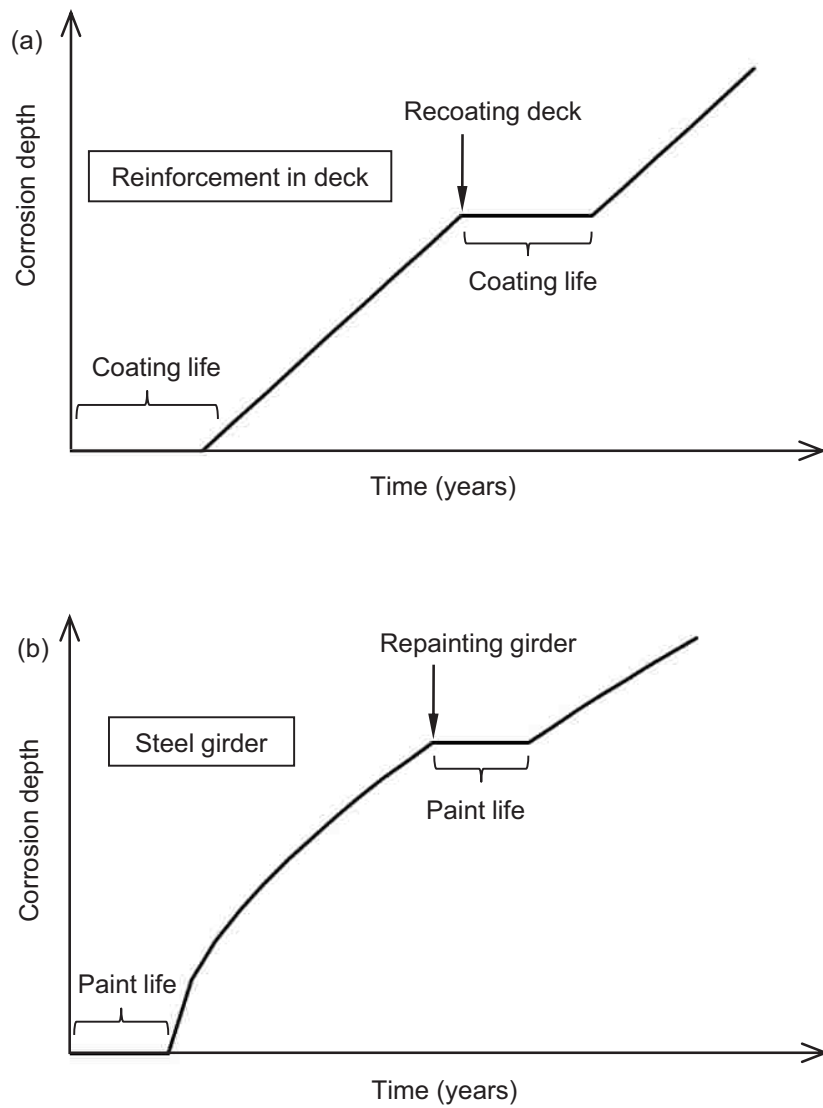 (a)
Corrosion depth
Recoating deck
Reinforcement in deck
Coating life
Coating life
Time (years)
(b)
Corrosion depth
Repainting girder
Steel girder
Paint life
Paint life
Time (years)